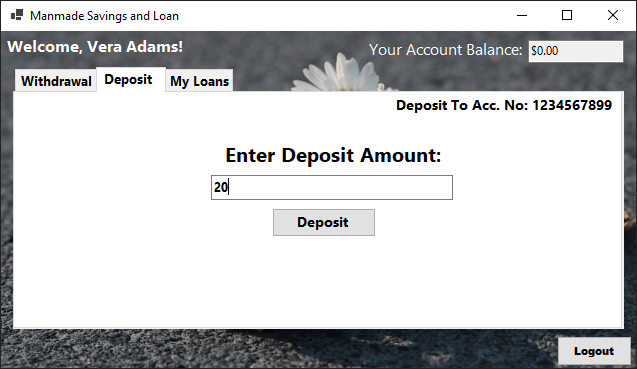 Manmade Savings and Loan
Welcome, Vera Adams!
Your Account Balance: $0.00
Withdrawal Deposit My Loans
Deposit To Acc. No: 1234567899
Enter Deposit Amount:
20
Deposit
Logout